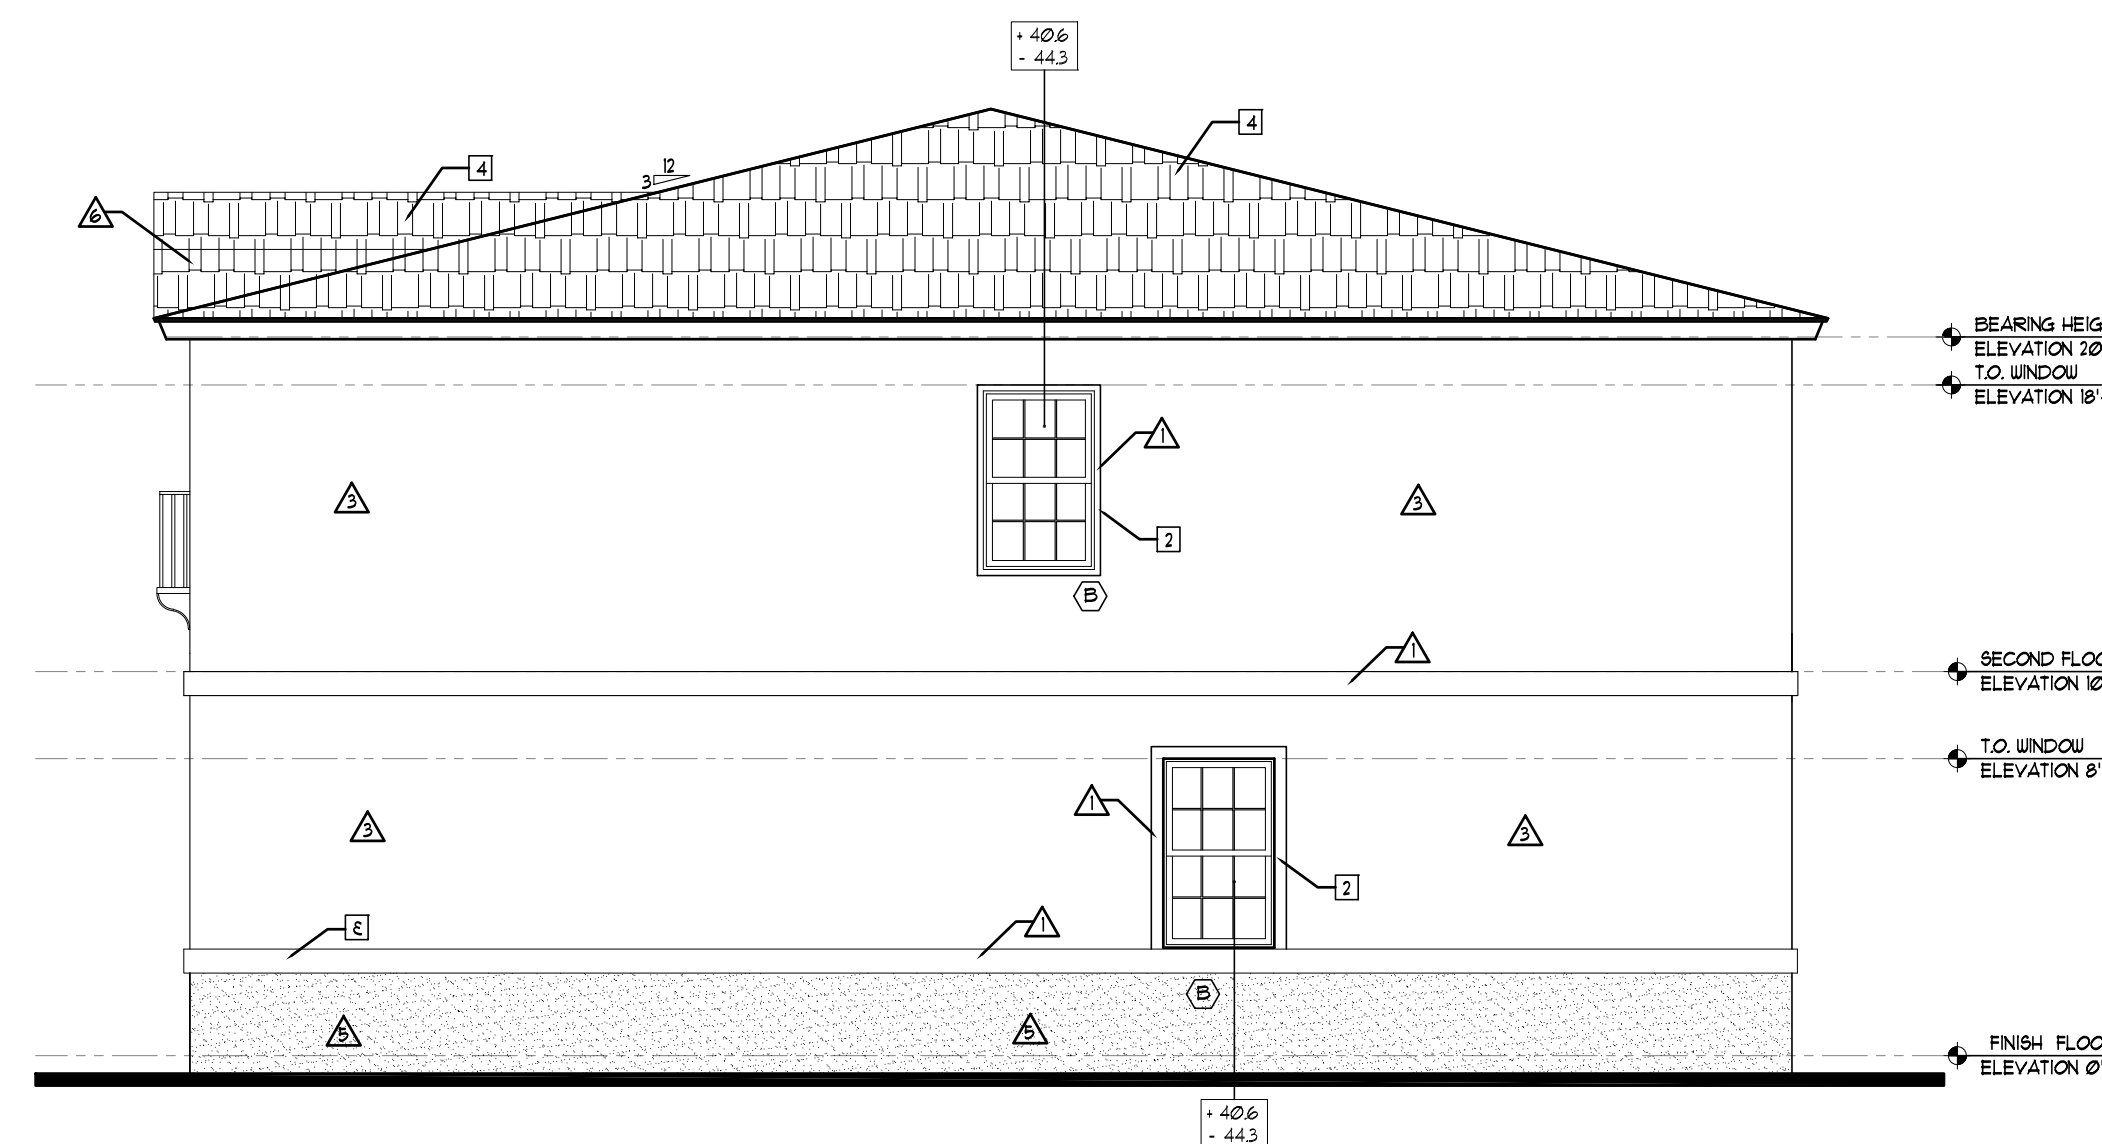 + 40.6
- 44.3
4
12
3
4
6
BEARING HEIG
ELEVATION 20
T.O. WINDOW
ELEVATION 18'-
1
3
3
2
B
1
SECOND FLOO
ELEVATION 10
T.O. WINDOW
ELEVATION 8'
1
3
3
2
3
1
B
5
5
FINISH FLOO
ELEVATION 0'
+ 40.6
- 44.3